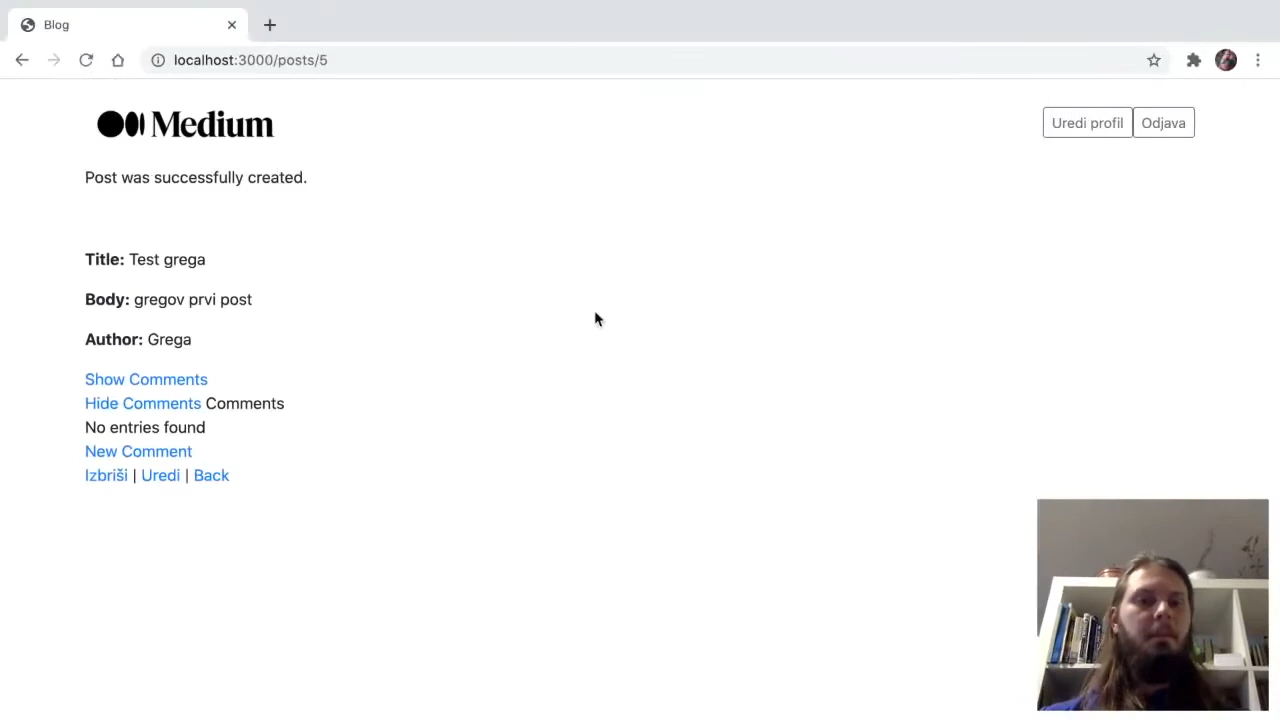 Blog
localhost:3000/posts/5
Medium
Uredi profil Odjava
Post was successfully created.
Title: Test grega
Body: gregov prvi post
Author: Grega
Show Comments
Hide Comments Comments
No entries found
New Comment
Izbriši | Uredi | Back